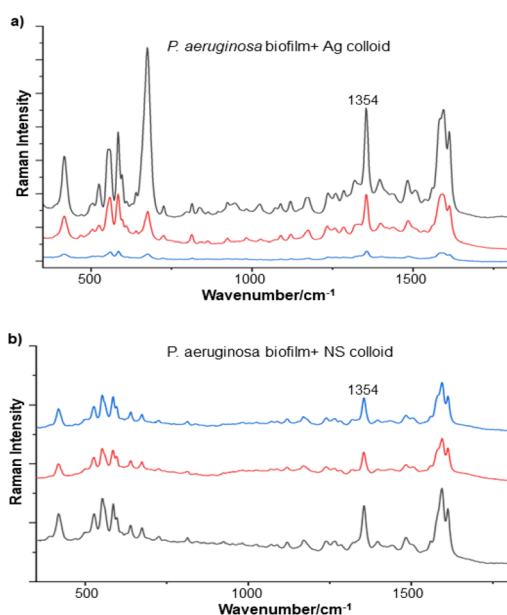 a)
P. aeruginosa biofilm+ Ag colloid
1354
Raman Intensity
500
1000
1500
Wavenumber/cm-1
b)
P. aeruginosa biofilm+ NS colloid
1354
Raman Intensity
500
1000
1500
Wavenumber/cm-1